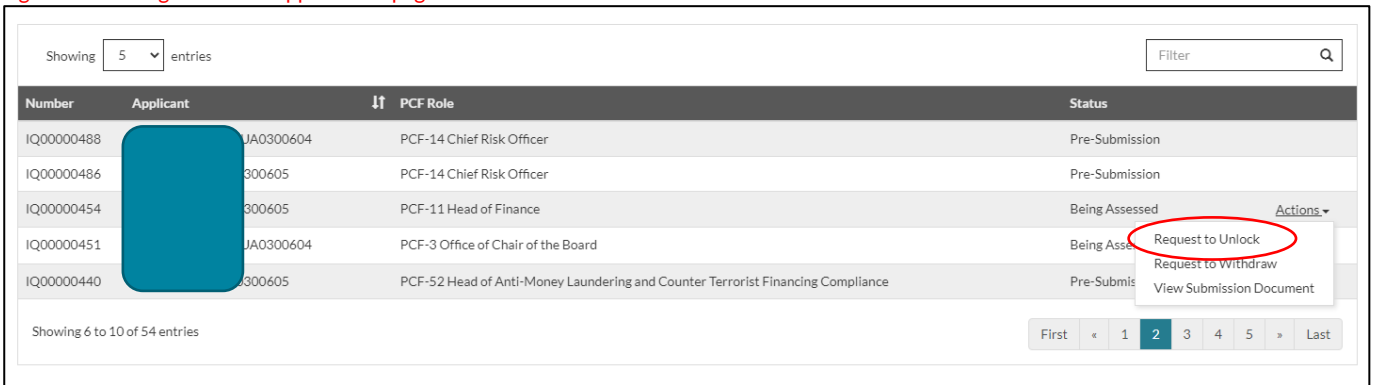 Showing 5 entries Filter
Number Applicant PCF Role Status
IQ00000488 UA0300604 PCF-14 Chief Risk Officer Pre-Submission
IQ00000486 300605 PCF-14 Chief Risk Officer Pre-Submission
IQ00000454 300605 PCF-11 Head of Finance Being Assessed Actions
IQ00000451 UA0300604 PCF-3 Office of Chair of the Board Being Asse
Request to Unlock
Request to Withdraw
IQ00000440 300605 PCF-52 Head of Anti-Money Laundering and Counter Terrorist Financing Compliance Pre-Submis
View Submission Document
Showing 6 to 10 of 54 entries First « 1 2 3 4 5 » Last